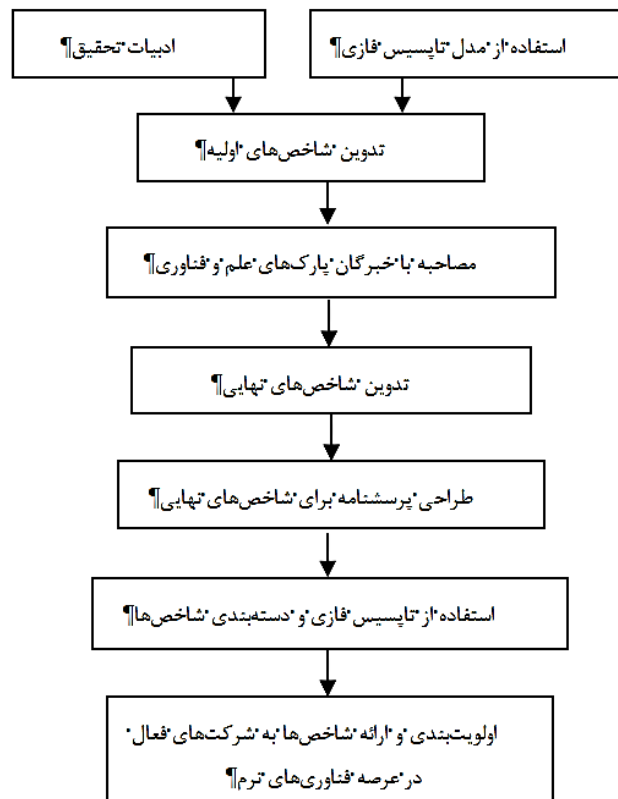 استفاده از مدل تاپسیس فازی¶
ادبیات تحقیق¶
تدوین شاخص‌های اولیه¶
مصاحبه با خبرگان پارک‌های علم و فناوری¶
تدوین شاخص‌های نهایی¶
طراحی پرسشنامه برای شاخص‌های نهایی¶
استفاده از تاپسیس فازی و دسته‌بندی شاخص‌ها¶
اولویت‌بندی و ارائه شاخص‌ها به شرکت‌های فعال
در عرصه فناوری‌های نرم¶